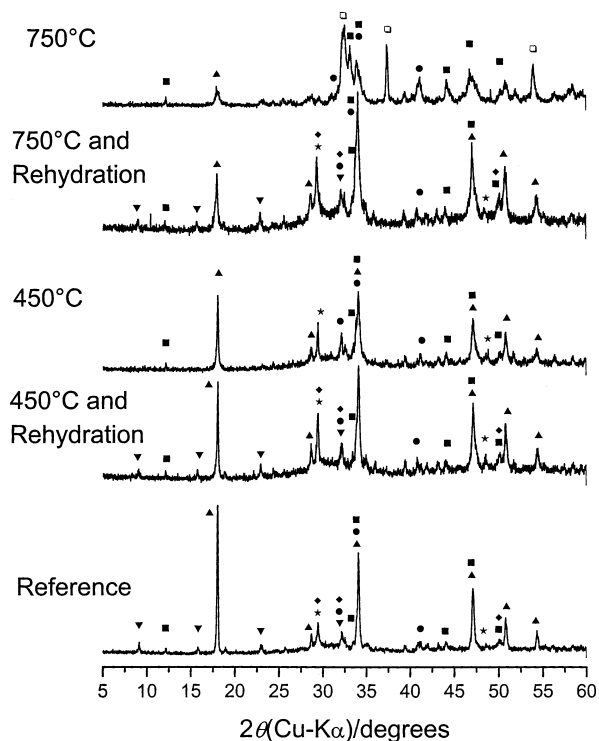 750°C
750°C and
Rehydration
450°C
450°C and
Rehydration
Reference
5 10 15 20 25 30 35 40 45 50 55 60
2θ(Cu-Kα)/degrees